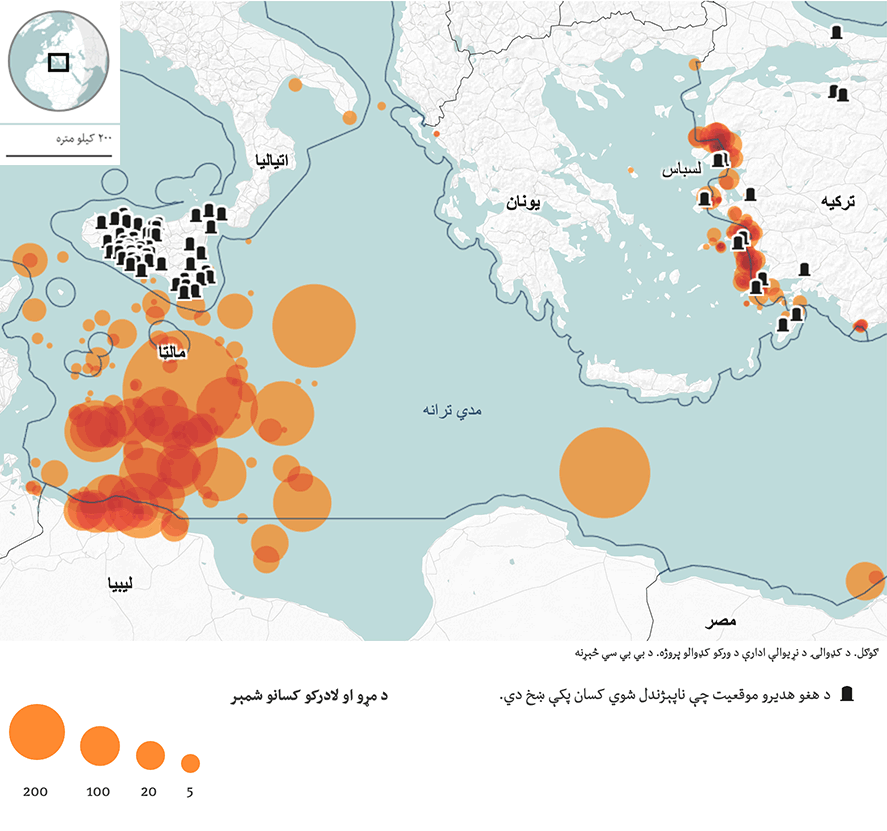 ۲۰۰ کیلو متره
اتیالیا
یونان
لسباس
ترکیه
مالټا
مدي ترانه
لیبیا
مصر
ګوګل. د کډوالۍ د نړیوالې ادارې د ورکو کډوالو پروژه. د بي بي سي څېړنه
د هغو هدیرو موقعیت چې ناپېژندل شوي کسان پکې ښخ دي.
د مړو او لادرکو کسانو شمېر
200 100 20 5